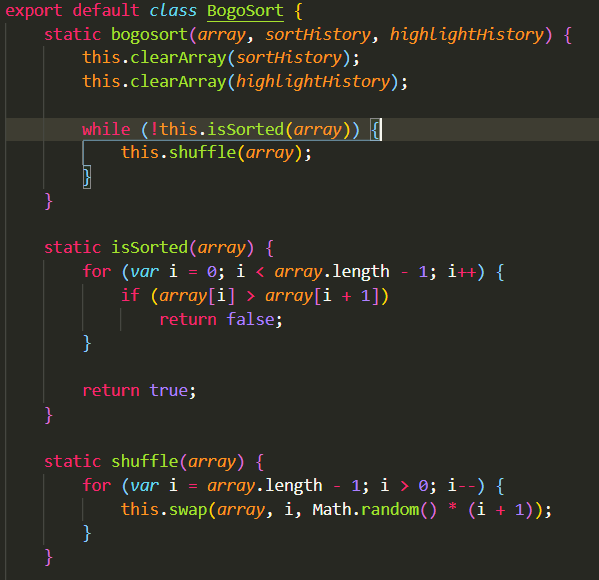 export default class BogoSort {
    static bogosort(array, sortHistory, highlightHistory) {
        this.clearArray(sortHistory);
        this.clearArray(highlightHistory);

        while (!this.isSorted(array)) {
            this.shuffle(array);
        }
    }

    static isSorted(array) {
        for (var i = 0; i < array.length - 1; i++) {
            if (array[i] > array[i + 1])
                return false;
        }

        return true;
    }

    static shuffle(array) {
        for (var i = array.length - 1; i > 0; i--) {
            this.swap(array, i, Math.random() * (i + 1));
        }
    }